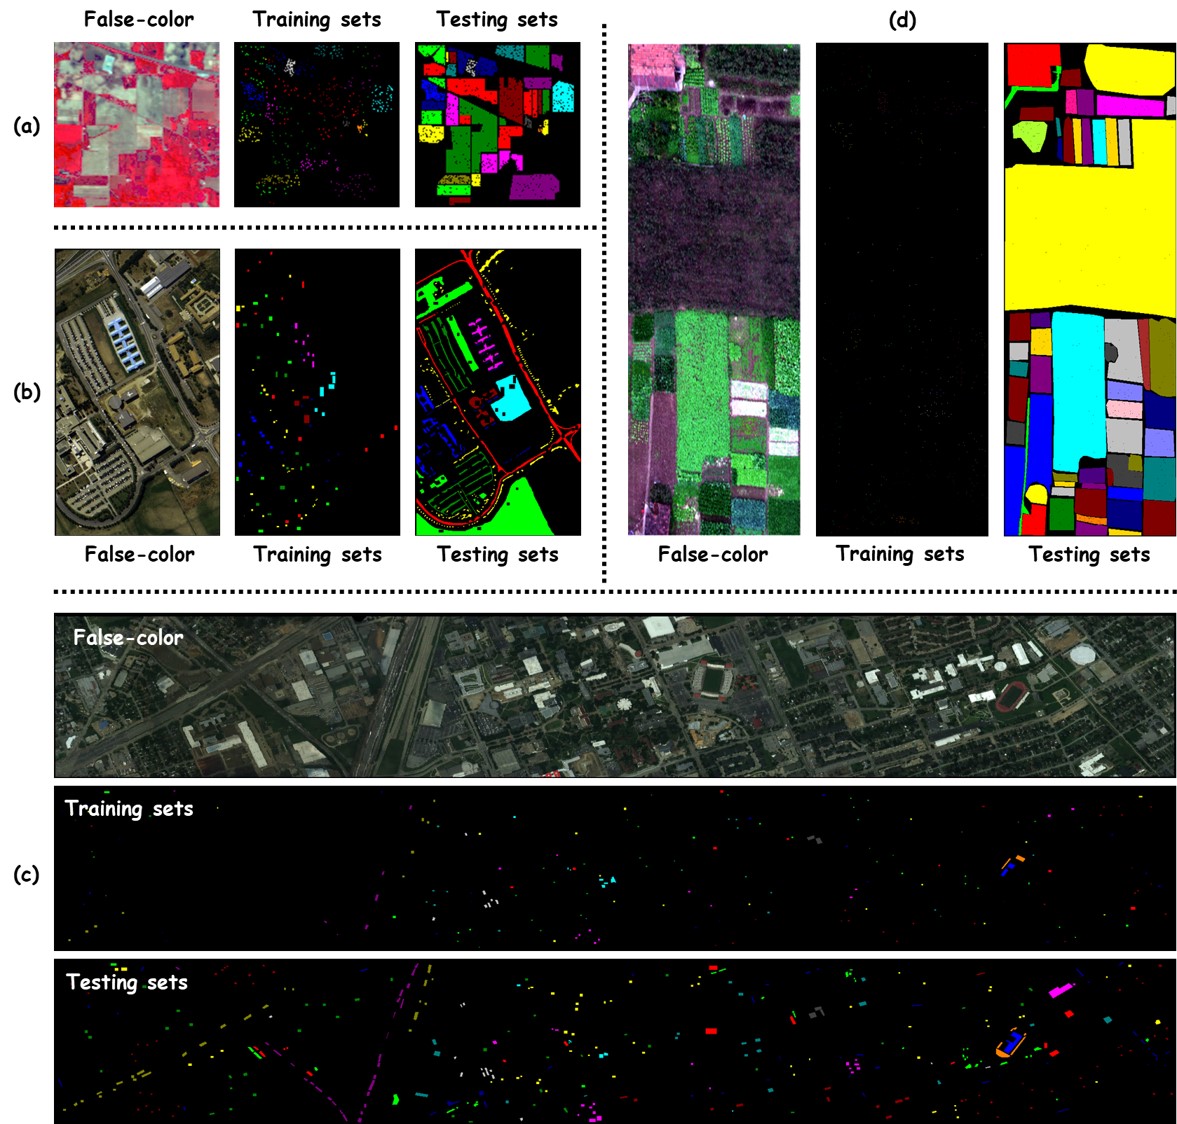 False-color Training sets Testing sets
(a)
(b)
False-color Training sets Testing sets
(d)
False-color Training sets Testing sets
False-color
Training sets
(c)
Testing sets